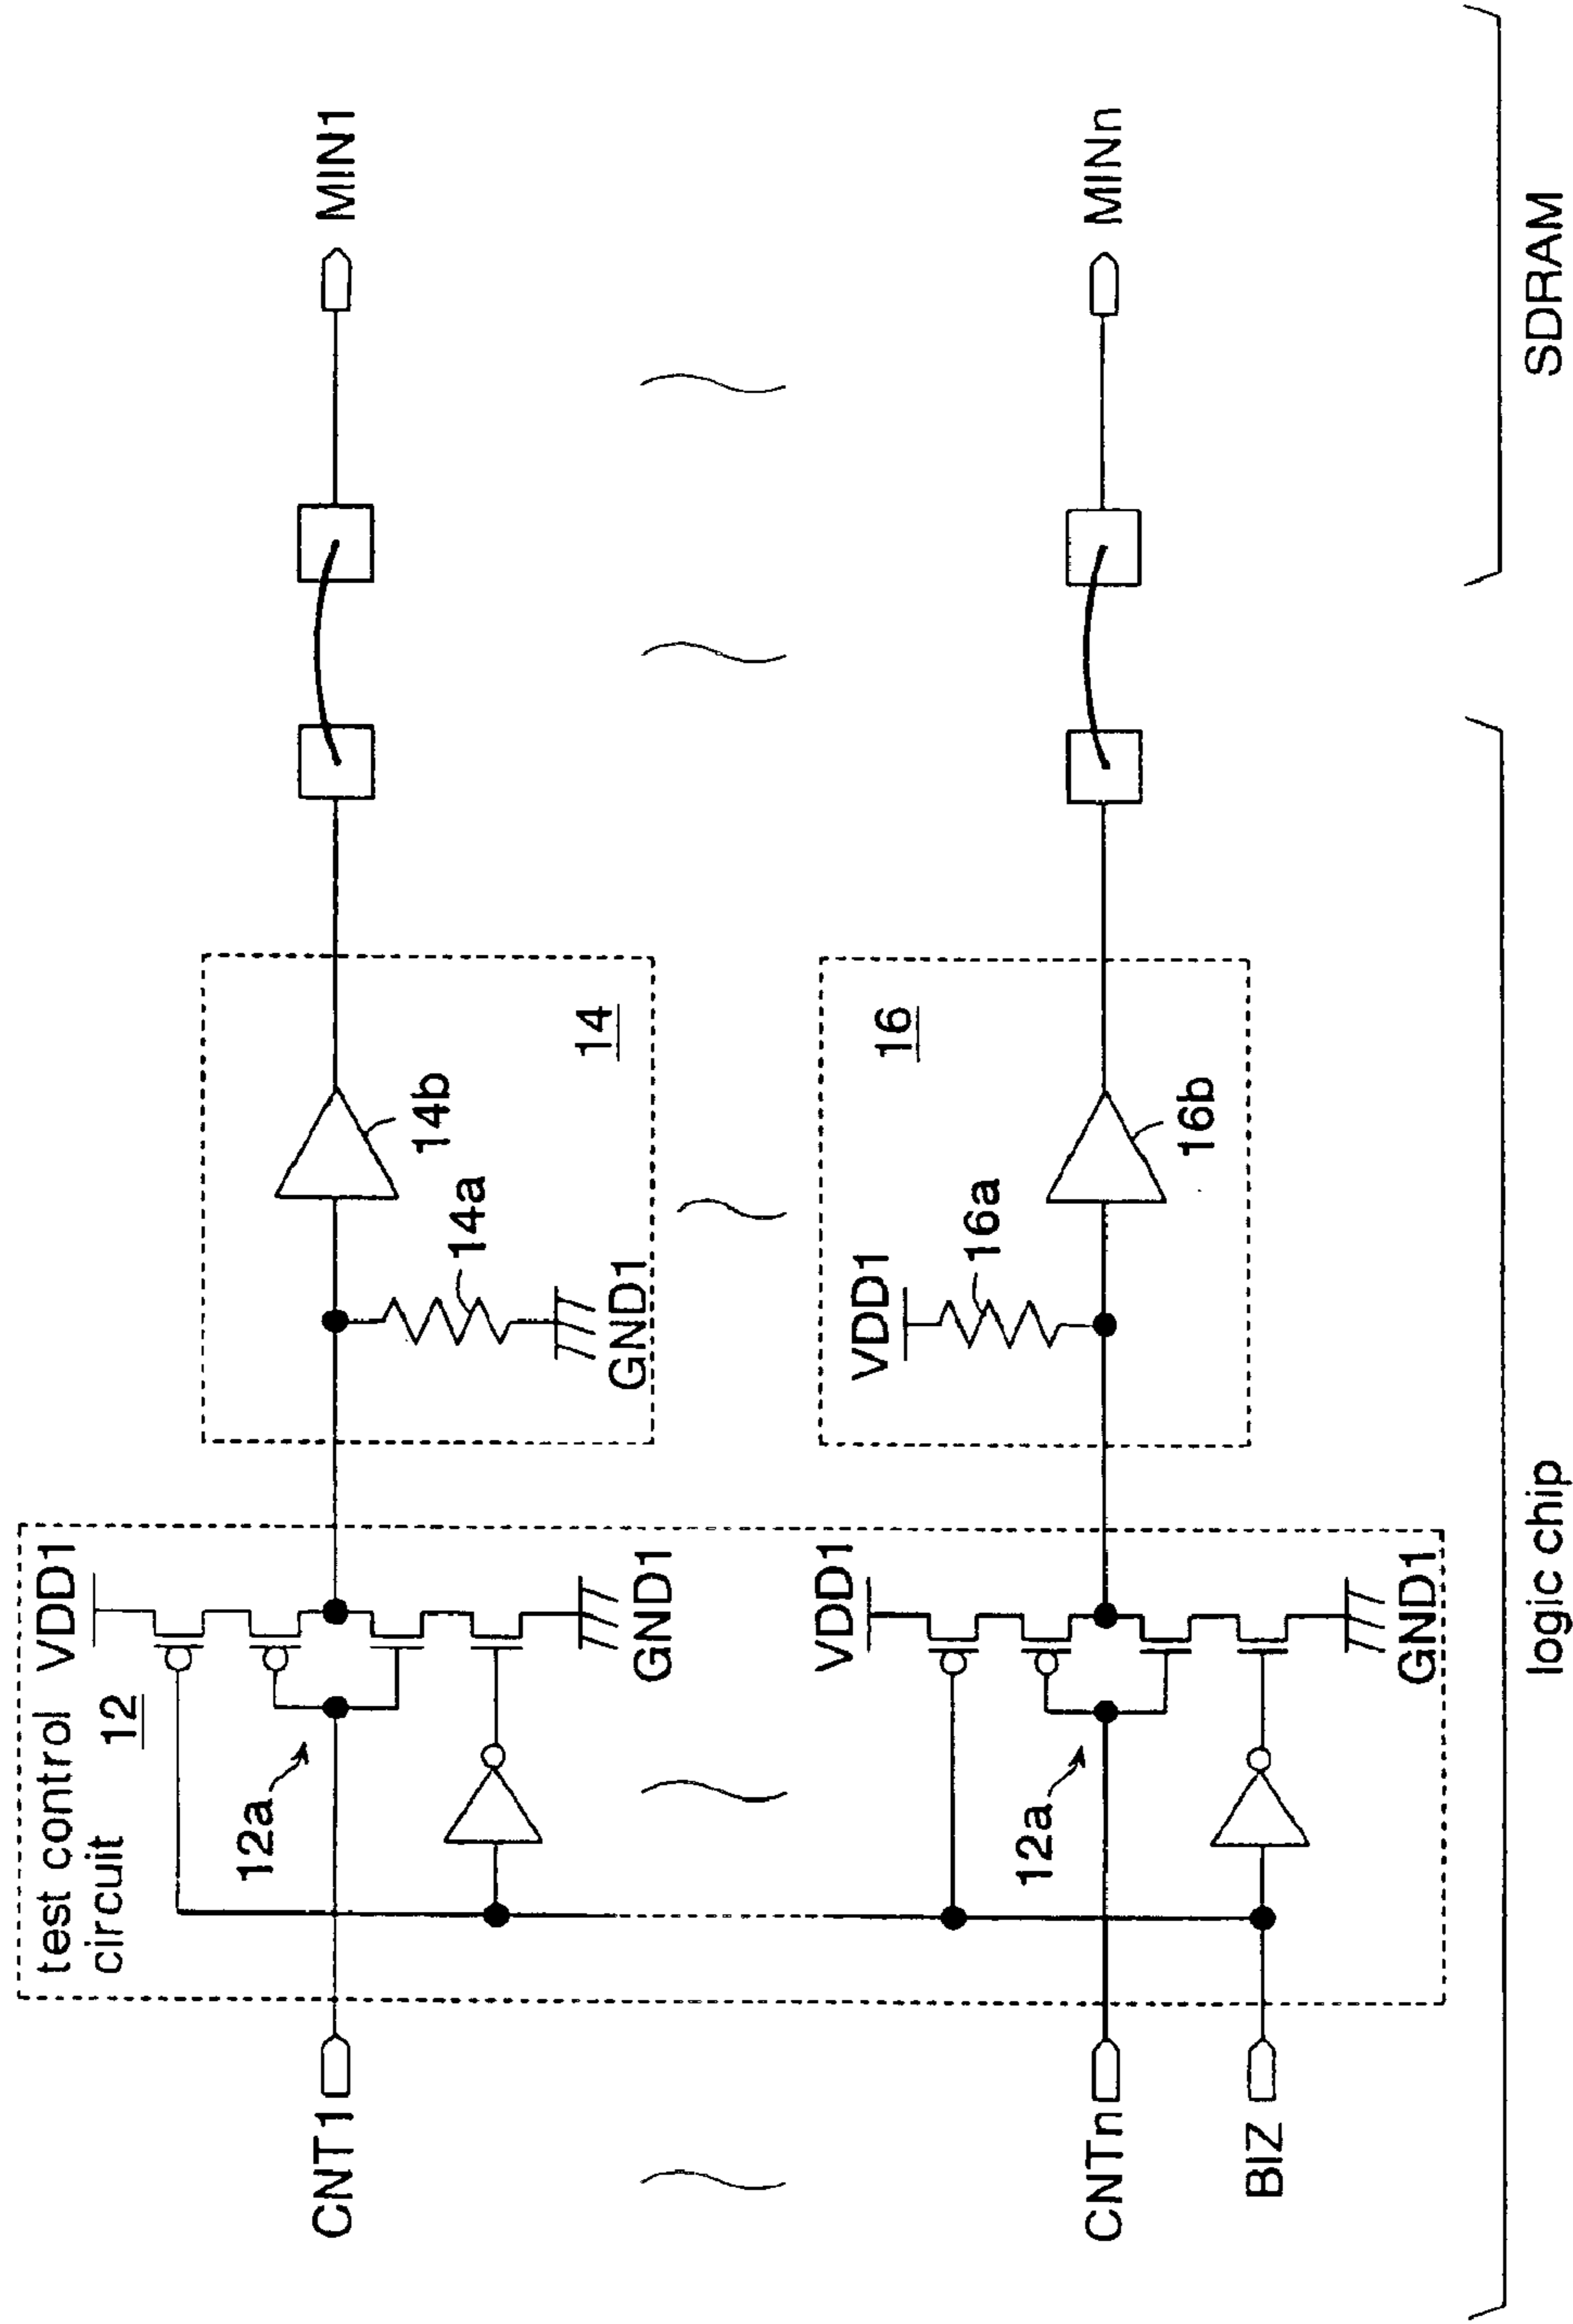 test control
circuit
12
VDD1
12a
GND1
CNT1
14a
14b
GND1
14
MIN1
VDD1
12a
GND1
CNTn
BIZ
VDD1
16a
16
16b
MINn
logic chip
SDRAM